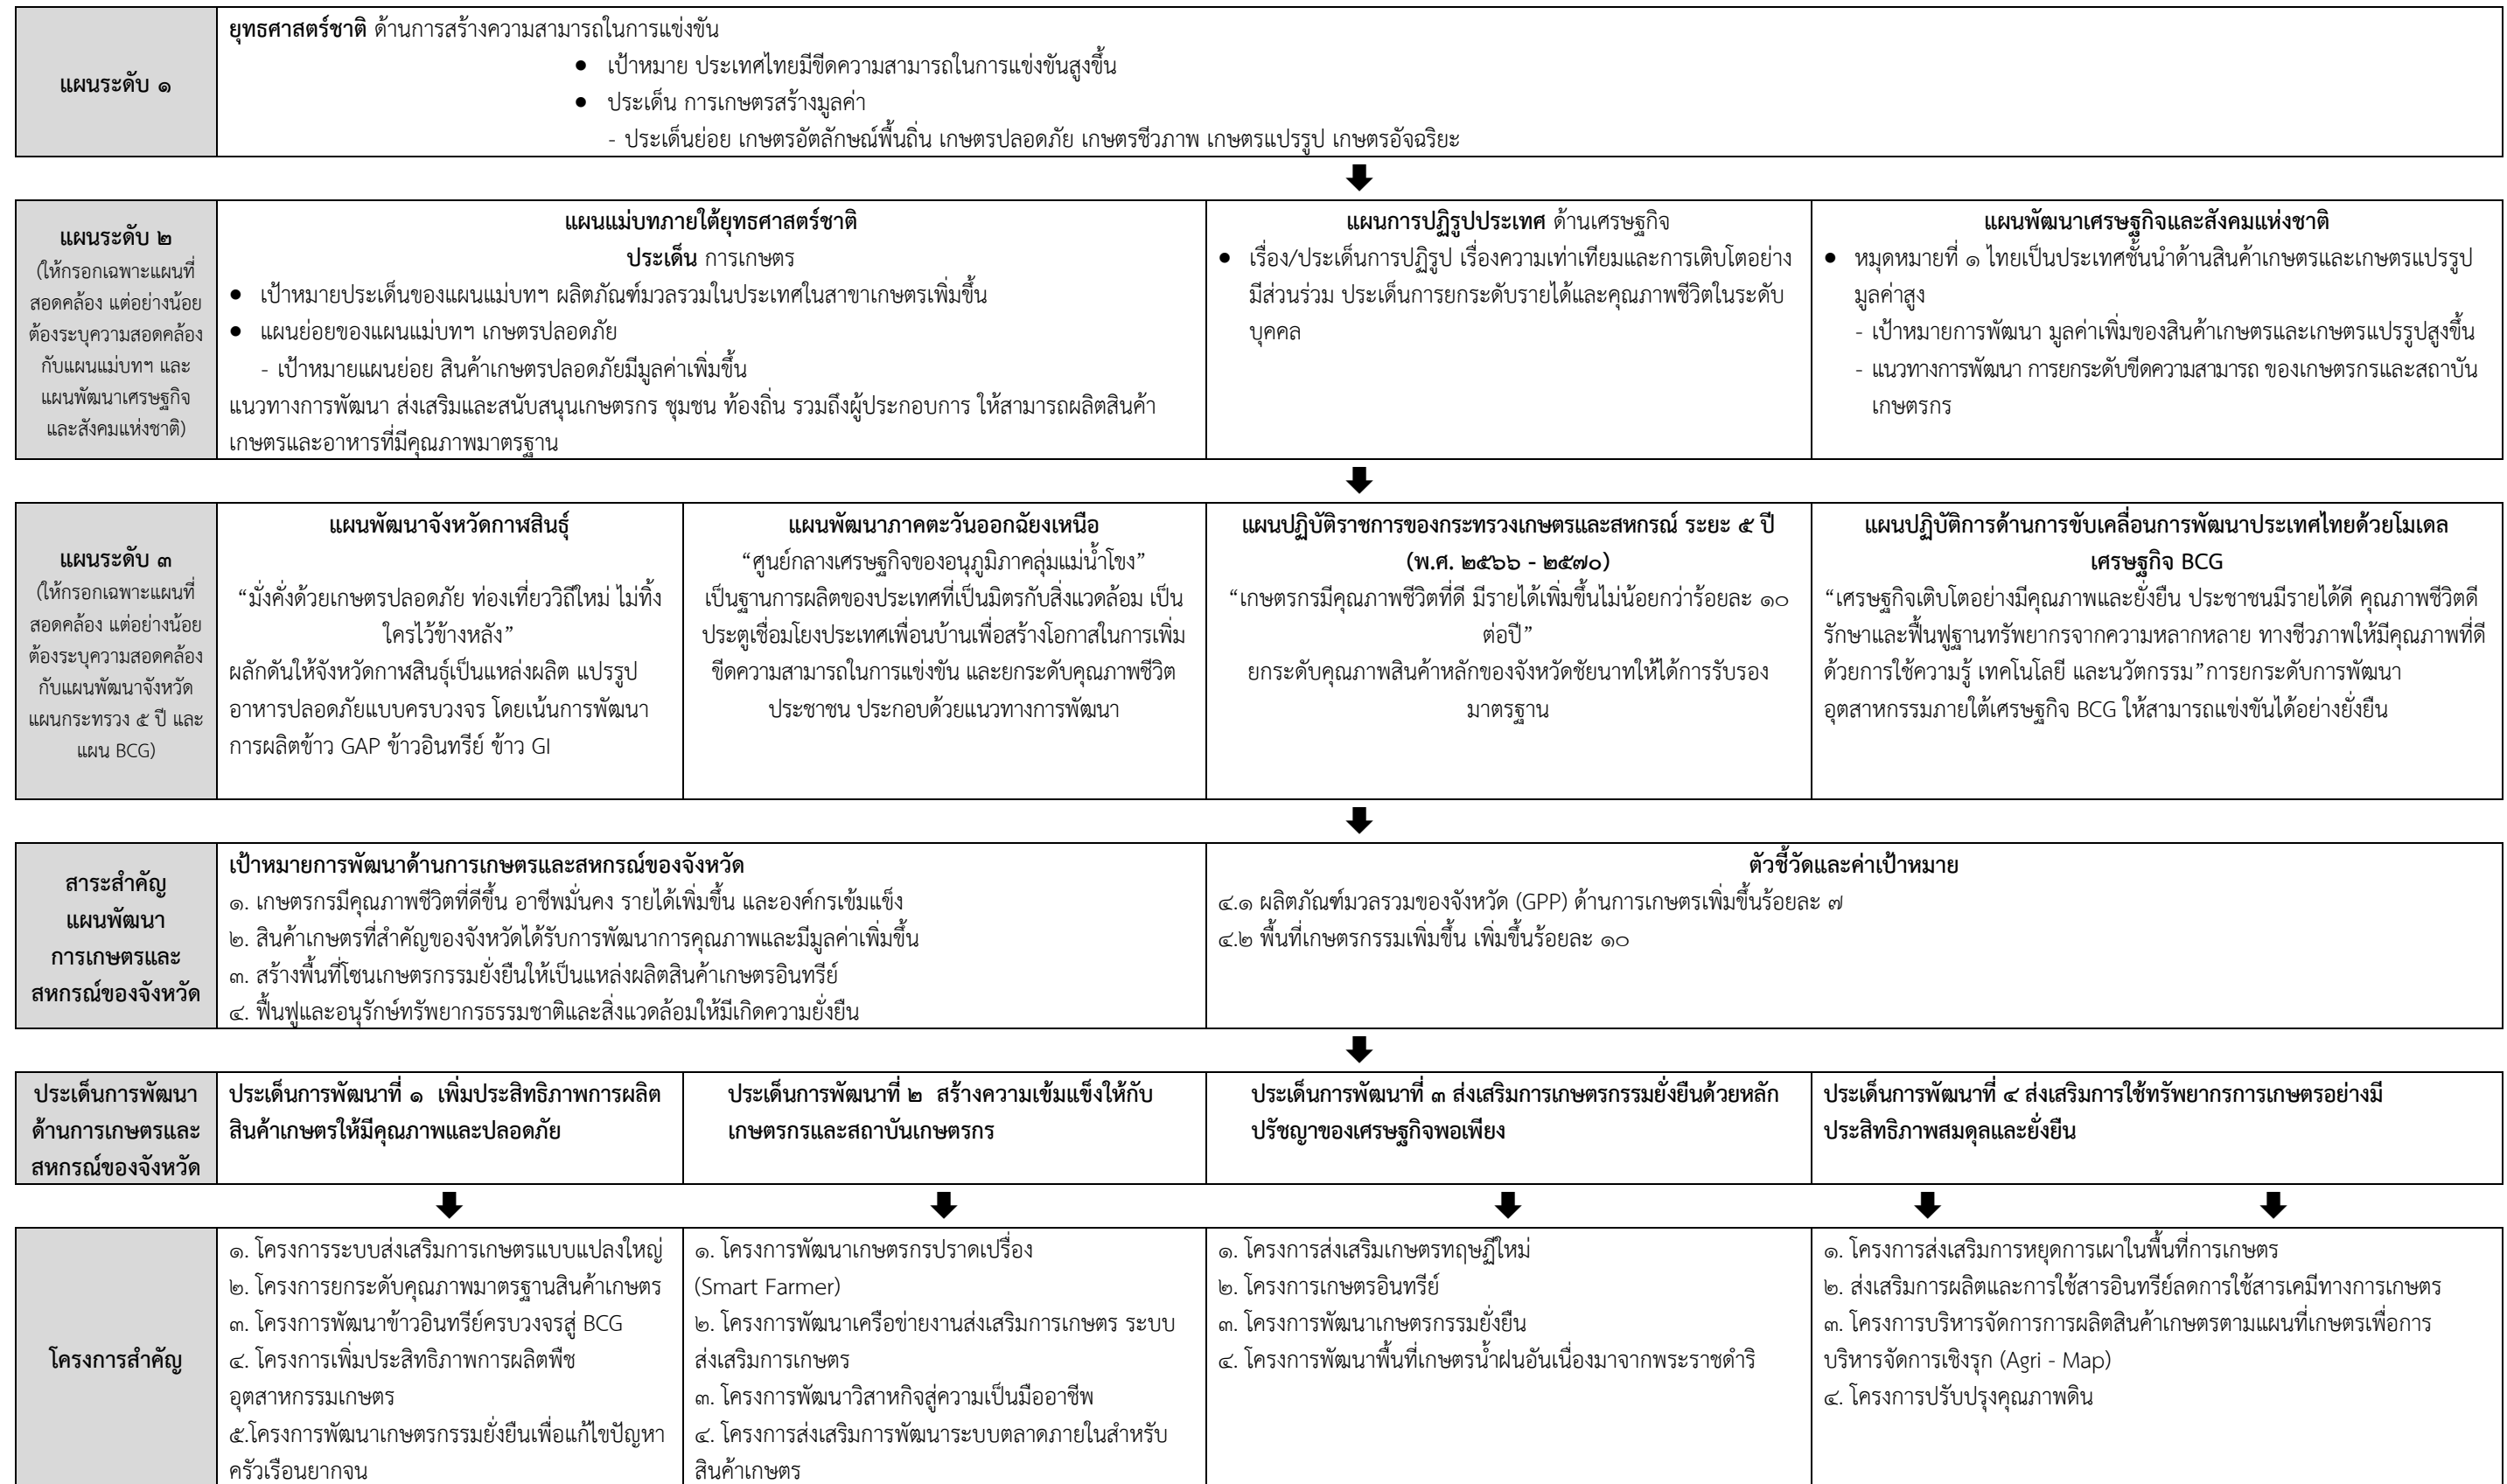 แผนระดับ ๑
ยุทธศาสตร์ชาติ ด้านการสร้างความสามารถในการแข่งขัน
● เป้าหมาย ประเทศไทยมีขีดความสามารถในการแข่งขันสูงขึ้น
● ประเด็น การเกษตรสร้างมูลค่า
- ประเด็นย่อย เกษตรอัตลักษณ์พื้นถิ่น เกษตรปลอดภัย เกษตรชีวภาพ เกษตรแปรรูป เกษตรอัจฉริยะ
แผนระดับ ๒
(ให้กรอกเฉพาะแผนที่
สอดคล้อง แต่อย่างน้อย
ต้องระบุความสอดคล้อง
กับแผนแม่บทฯ และ
แผนพัฒนาเศรษฐกิจ
และสังคมแห่งชาติ)
แผนแม่บทภายใต้ยุทธศาสตร์ชาติ
ประเด็น การเกษตร
● เป้าหมายประเด็นของแผนแม่บทฯ ผลิตภัณฑ์มวลรวมในประเทศในสาขาเกษตรเพิ่มขึ้น
● แผนย่อยของแผนแม่บทฯ เกษตรปลอดภัย
- เป้าหมายแผนย่อย สินค้าเกษตรปลอดภัยมีมูลค่าเพิ่มขึ้น
แนวทางการพัฒนา ส่งเสริมและสนับสนุนเกษตรกร ชุมชน ท้องถิ่น รวมถึงผู้ประกอบการ ให้สามารถผลิตสินค้า
เกษตรและอาหารที่มีคุณภาพมาตรฐาน
แผนการปฏิรูปประเทศ ด้านเศรษฐกิจ
● เรื่อง/ประเด็นการปฏิรูป เรื่องความเท่าเทียมและการเติบโตอย่าง
มีส่วนร่วม ประเด็นการยกระดับรายได้และคุณภาพชีวิตในระดับ
บุคคล
แผนพัฒนาเศรษฐกิจและสังคมแห่งชาติ
● หมุดหมายที่ ๑ ไทยเป็นประเทศชั้นนำด้านสินค้าเกษตรและเกษตรแปรรูป
มูลค่าสูง
- เป้าหมายการพัฒนา มูลค่าเพิ่มของสินค้าเกษตรและเกษตรแปรรูปสูงขึ้น
- แนวทางการพัฒนา การยกระดับขีดความสามารถ ของเกษตรกรและสถาบัน
เกษตรกร
แผนระดับ ๓
(ให้กรอกเฉพาะแผนที่
สอดคล้อง แต่อย่างน้อย
ต้องระบุความสอดคล้อง
กับแผนพัฒนาจังหวัด
แผนกระทรวง ๕ ปี และ
แผน BCG)
แผนพัฒนาจังหวัดกาฬสินธุ์
“มั่งคั่งด้วยเกษตรปลอดภัย ท่องเที่ยววิถีใหม่ ไม่ทิ้ง
ใครไว้ข้างหลัง”
ผลักดันให้จังหวัดกาฬสินธุ์เป็นแหล่งผลิต แปรรูป
อาหารปลอดภัยแบบครบวงจร โดยเน้นการพัฒนา
การผลิตข้าว GAP ข้าวอินทรีย์ ข้าว GI
แผนพัฒนาภาคตะวันออกฉัยงเหนือ
“ศูนย์กลางเศรษฐกิจของอนุภูมิภาคลุ่มแม่น้ำโขง”
เป็นฐานการผลิตของประเทศที่เป็นมิตรกับสิ่งแวดล้อม เป็น
ประตูเชื่อมโยงประเทศเพื่อนบ้านเพื่อสร้างโอกาสในการเพิ่ม
ขีดความสามารถในการแข่งขัน และยกระดับคุณภาพชีวิต
ประชาชน ประกอบด้วยแนวทางการพัฒนา
แผนปฏิบัติราชการของกระทรวงเกษตรและสหกรณ์ ระยะ ๕ ปี
(พ.ศ. ๒๕๖๖ - ๒๕๗๐)
“เกษตรกรมีคุณภาพชีวิตที่ดี มีรายได้เพิ่มขึ้นไม่น้อยกว่าร้อยละ ๑๐
ต่อปี”
ยกระดับคุณภาพสินค้าหลักของจังหวัดชัยนาทให้ได้การรับรอง
มาตรฐาน
แผนปฏิบัติการด้านการขับเคลื่อนการพัฒนาประเทศไทยด้วยโมเดล
เศรษฐกิจ BCG
“เศรษฐกิจเติบโตอย่างมีคุณภาพและยั่งยืน ประชาชนมีรายได้ดี คุณภาพชีวิตดี
รักษาและฟื้นฟูฐานทรัพยากรจากความหลากหลาย ทางชีวภาพให้มีคุณภาพที่ดี
ด้วยการใช้ความรู้ เทคโนโลยี และนวัตกรรม”การยกระดับการพัฒนา
อุตสาหกรรมภายใต้เศรษฐกิจ BCG ให้สามารถแข่งขันได้อย่างยั่งยืน
สาระสำคัญ
แผนพัฒนา
การเกษตรและ
สหกรณ์ของจังหวัด
เป้าหมายการพัฒนาด้านการเกษตรและสหกรณ์ของจังหวัด
๑. เกษตรกรมีคุณภาพชีวิตที่ดีขึ้น อาชีพมั่นคง รายได้เพิ่มขึ้น และองค์กรเข้มแข็ง
๒. สินค้าเกษตรที่สำคัญของจังหวัดได้รับการพัฒนาการคุณภาพและมีมูลค่าเพิ่มขึ้น
๓. สร้างพื้นที่โซนเกษตรกรรมยั่งยืนให้เป็นแหล่งผลิตสินค้าเกษตรอินทรีย์
๔. ฟื้นฟูและอนุรักษ์ทรัพยากรธรรมชาติและสิ่งแวดล้อมให้มีเกิดความยั่งยืน
ตัวชี้วัดและค่าเป้าหมาย
๔.๑ ผลิตภัณฑ์มวลรวมของจังหวัด (GPP) ด้านการเกษตรเพิ่มขึ้นร้อยละ ๗
๔.๒ พื้นที่เกษตรกรรมเพิ่มขึ้น เพิ่มขึ้นร้อยละ ๑๐
ประเด็นการพัฒนา
ด้านการเกษตรและ
สหกรณ์ของจังหวัด
ประเด็นการพัฒนาที่ ๑ เพิ่มประสิทธิภาพการผลิต
สินค้าเกษตรให้มีคุณภาพและปลอดภัย
ประเด็นการพัฒนาที่ ๒ สร้างความเข้มแข็งให้กับ
เกษตรกรและสถาบันเกษตรกร
ประเด็นการพัฒนาที่ ๓ ส่งเสริมการเกษตรกรรมยั่งยืนด้วยหลัก
ปรัชญาของเศรษฐกิจพอเพียง
ประเด็นการพัฒนาที่ ๔ ส่งเสริมการใช้ทรัพยากรการเกษตรอย่างมี
ประสิทธิภาพสมดุลและยั่งยืน
โครงการสำคัญ
๑. โครงการระบบส่งเสริมการเกษตรแบบแปลงใหญ่
๒. โครงการยกระดับคุณภาพมาตรฐานสินค้าเกษตร
๓. โครงการพัฒนาข้าวอินทรีย์ครบวงจรสู่ BCG
๔. โครงการเพิ่มประสิทธิภาพการผลิตพืช
อุตสาหกรรมเกษตร
๕.โครงการพัฒนาเกษตรกรรมยั่งยืนเพื่อแก้ไขปัญหา
ครัวเรือนยากจน
๑. โครงการพัฒนาเกษตรกรปราดเปรื่อง
(Smart Farmer)
๒. โครงการพัฒนาเครือข่ายงานส่งเสริมการเกษตร ระบบ
ส่งเสริมการเกษตร
๓. โครงการพัฒนาวิสาหกิจสู่ความเป็นมืออาชีพ
๔. โครงการส่งเสริมการพัฒนาระบบตลาดภายในสำหรับ
สินค้าเกษตร
๑. โครงการส่งเสริมเกษตรทฤษฎีใหม่
๒. โครงการเกษตรอินทรีย์
๓. โครงการพัฒนาเกษตรกรรมยั่งยืน
๔. โครงการพัฒนาพื้นที่เกษตรน้ำฝนอันเนื่องมาจากพระราชดำริ
๑. โครงการส่งเสริมการหยุดการเผาในพื้นที่การเกษตร
๒. ส่งเสริมการผลิตและการใช้สารอินทรีย์ลดการใช้สารเคมีทางการเกษตร
๓. โครงการบริหารจัดการการผลิตสินค้าเกษตรตามแผนที่เกษตรเพื่อการ
บริหารจัดการเชิงรุก (Agri - Map)
๔. โครงการปรับปรุงคุณภาพดิน